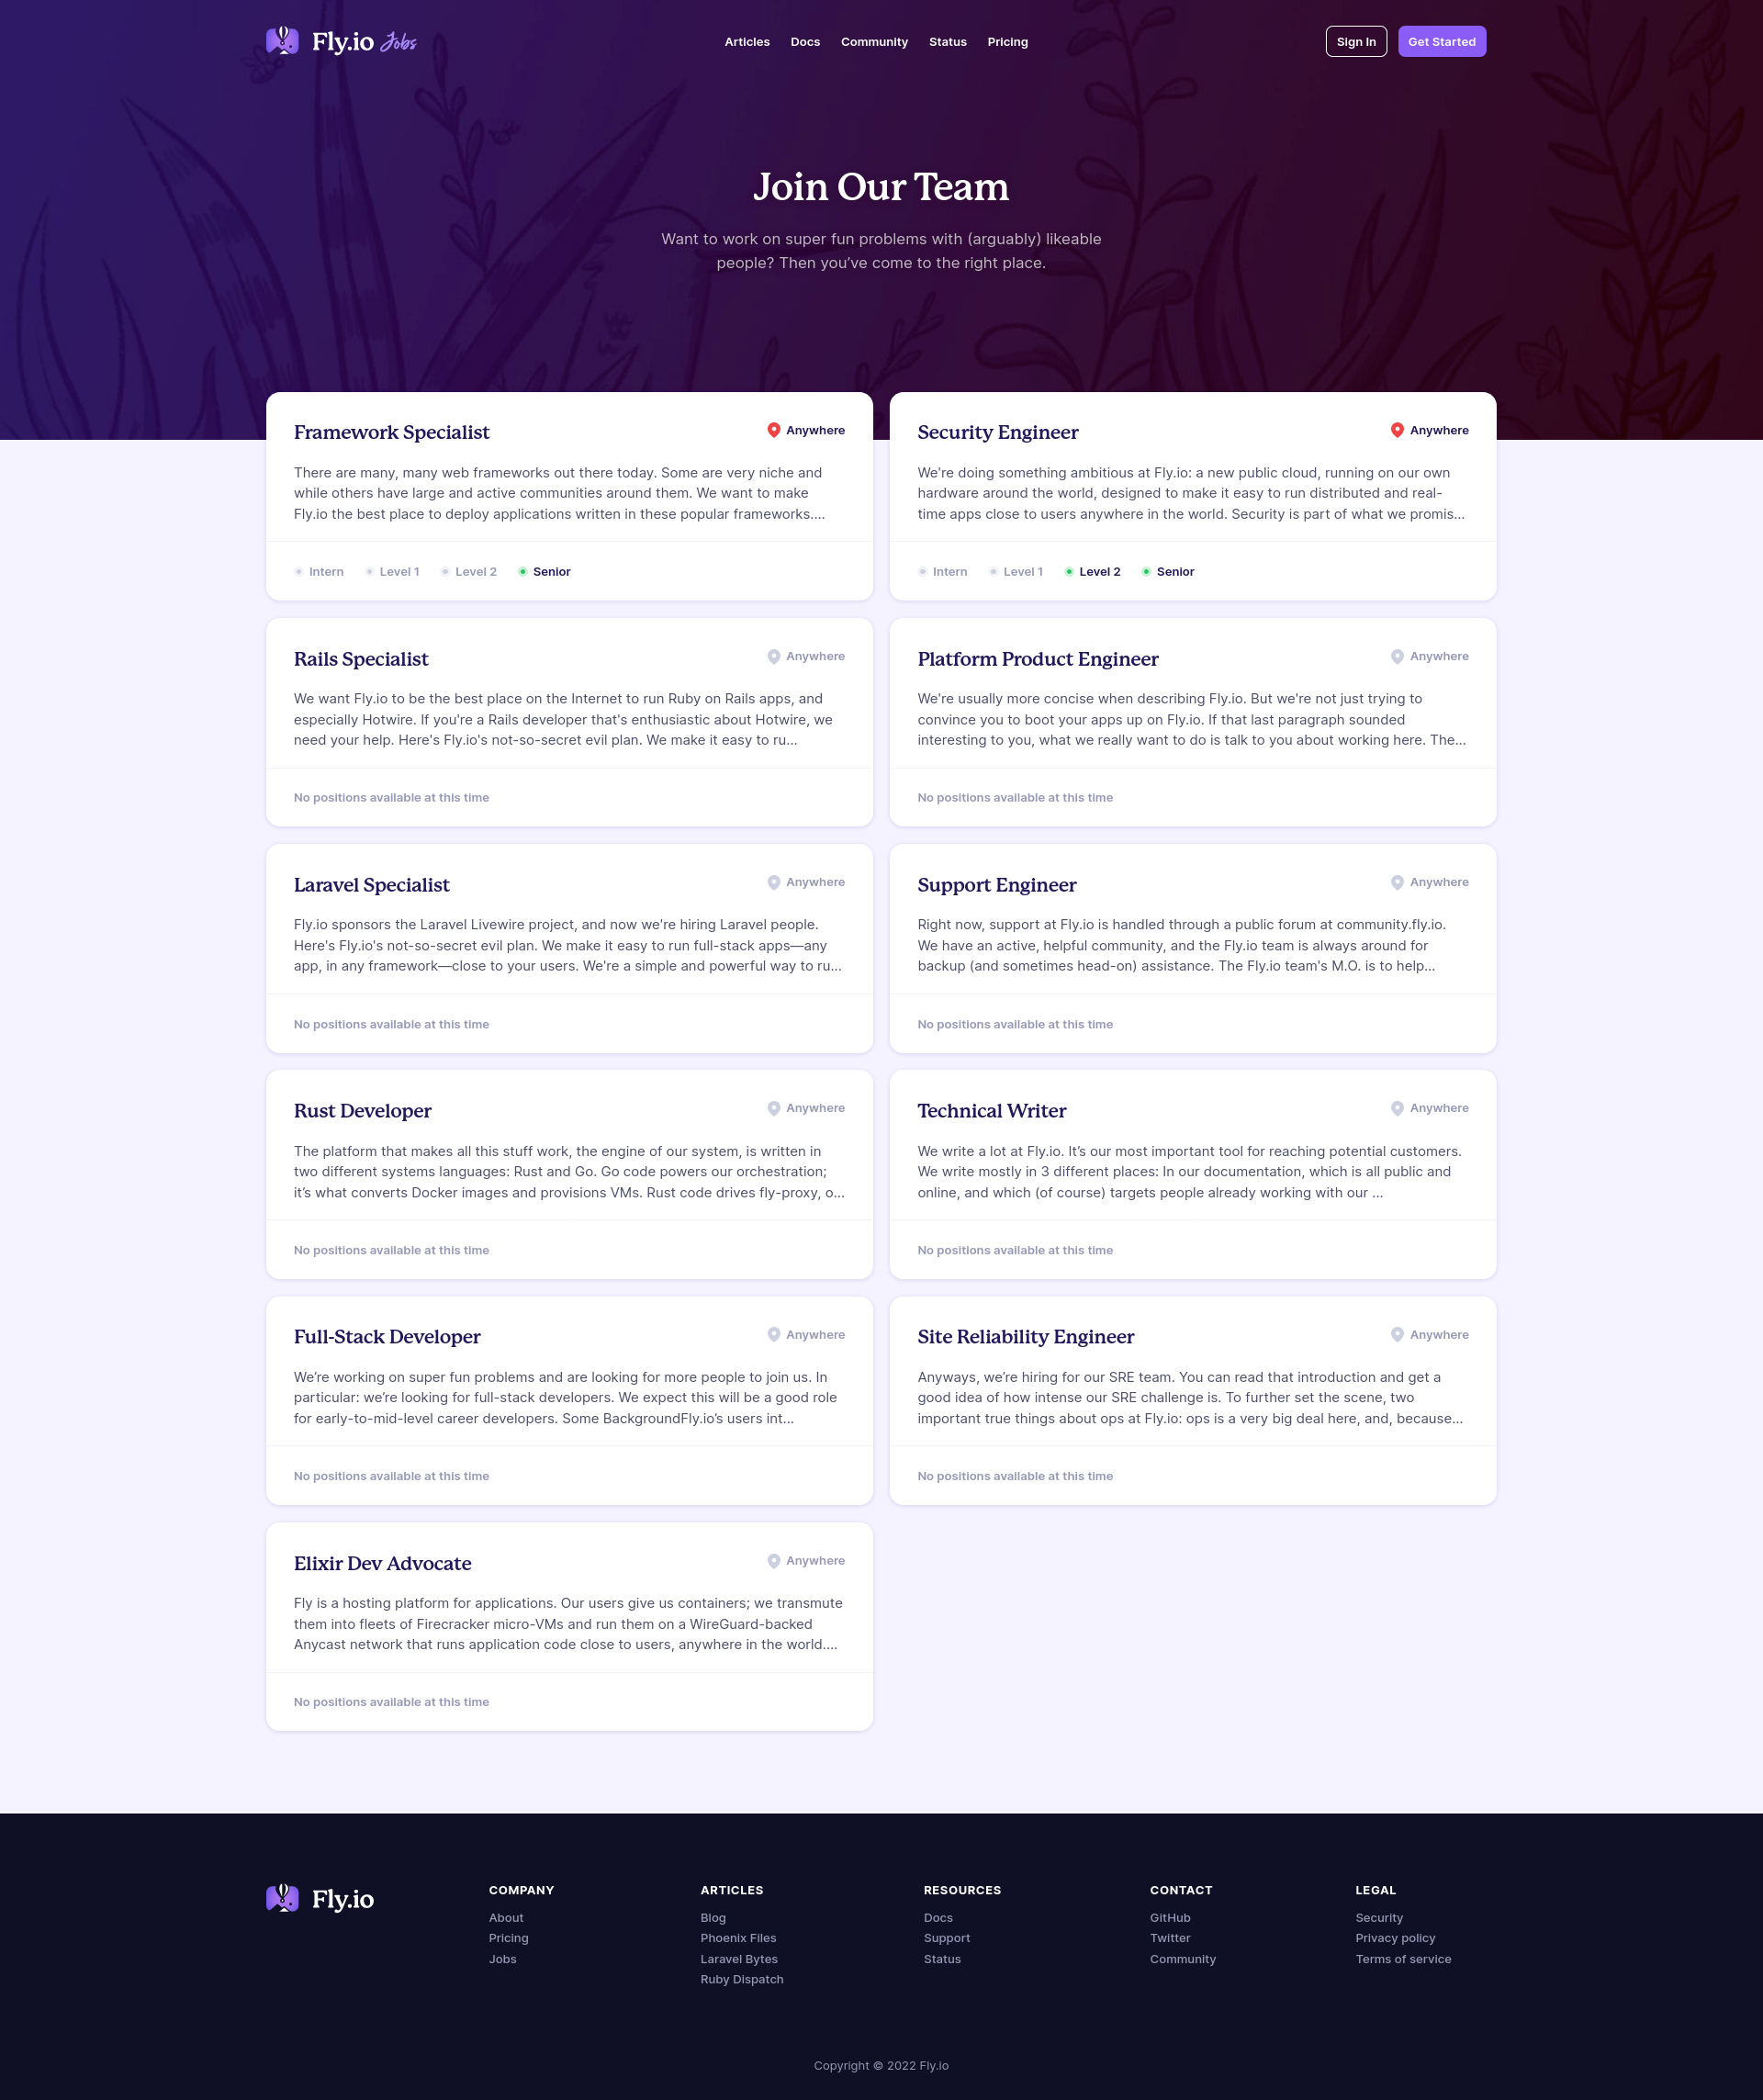 Fly.io Jobs
Articles Docs Community Status Pricing
Sign In Get Started
Join Our Team
Want to work on super fun problems with (arguably) likeable
people? Then you’ve come to the right place.
Framework Specialist
Anywhere
There are many, many web frameworks out there today. Some are very niche and
while others have large and active communities around them. We want to make
Fly.io the best place to deploy applications written in these popular frameworks....
Intern Level 1 Level 2 Senior
Security Engineer
Anywhere
We're doing something ambitious at Fly.io: a new public cloud, running on our own
hardware around the world, designed to make it easy to run distributed and real-
time apps close to users anywhere in the world. Security is part of what we promis...
Intern Level 1 Level 2 Senior
Rails Specialist
Anywhere
We want Fly.io to be the best place on the Internet to run Ruby on Rails apps, and
especially Hotwire. If you're a Rails developer that's enthusiastic about Hotwire, we
need your help. Here's Fly.io's not-so-secret evil plan. We make it easy to ru...
No positions available at this time
Platform Product Engineer
Anywhere
We're usually more concise when describing Fly.io. But we're not just trying to
convince you to boot your apps up on Fly.io. If that last paragraph sounded
interesting to you, what we really want to do is talk to you about working here. The...
No positions available at this time
Laravel Specialist
Anywhere
Fly.io sponsors the Laravel Livewire project, and now we're hiring Laravel people.
Here's Fly.io's not-so-secret evil plan. We make it easy to run full-stack apps—any
app, in any framework—close to your users. We're a simple and powerful way to ru...
No positions available at this time
Support Engineer
Anywhere
Right now, support at Fly.io is handled through a public forum at community.fly.io.
We have an active, helpful community, and the Fly.io team is always around for
backup (and sometimes head-on) assistance. The Fly.io team's M.O. is to help...
No positions available at this time
Rust Developer
Anywhere
The platform that makes all this stuff work, the engine of our system, is written in
two different systems languages: Rust and Go. Go code powers our orchestration;
it’s what converts Docker images and provisions VMs. Rust code drives fly-proxy, o...
No positions available at this time
Technical Writer
Anywhere
We write a lot at Fly.io. It’s our most important tool for reaching potential customers.
We write mostly in 3 different places: In our documentation, which is all public and
online, and which (of course) targets people already working with our ...
No positions available at this time
Full-Stack Developer
Anywhere
We’re working on super fun problems and are looking for more people to join us. In
particular: we’re looking for full-stack developers. We expect this will be a good role
for early-to-mid-level career developers. Some BackgroundFly.io’s users int...
No positions available at this time
Site Reliability Engineer
Anywhere
Anyways, we’re hiring for our SRE team. You can read that introduction and get a
good idea of how intense our SRE challenge is. To further set the scene, two
important true things about ops at Fly.io: ops is a very big deal here, and, because...
No positions available at this time
Elixir Dev Advocate
Anywhere
Fly is a hosting platform for applications. Our users give us containers; we transmute
them into fleets of Firecracker micro-VMs and run them on a WireGuard-backed
Anycast network that runs application code close to users, anywhere in the world....
No positions available at this time
Fly.io
COMPANY
About
Pricing
Jobs
ARTICLES
Blog
Phoenix Files
Laravel Bytes
Ruby Dispatch
RESOURCES
Docs
Support
Status
CONTACT
GitHub
Twitter
Community
LEGAL
Security
Privacy policy
Terms of service
Copyright © 2022 Fly.io